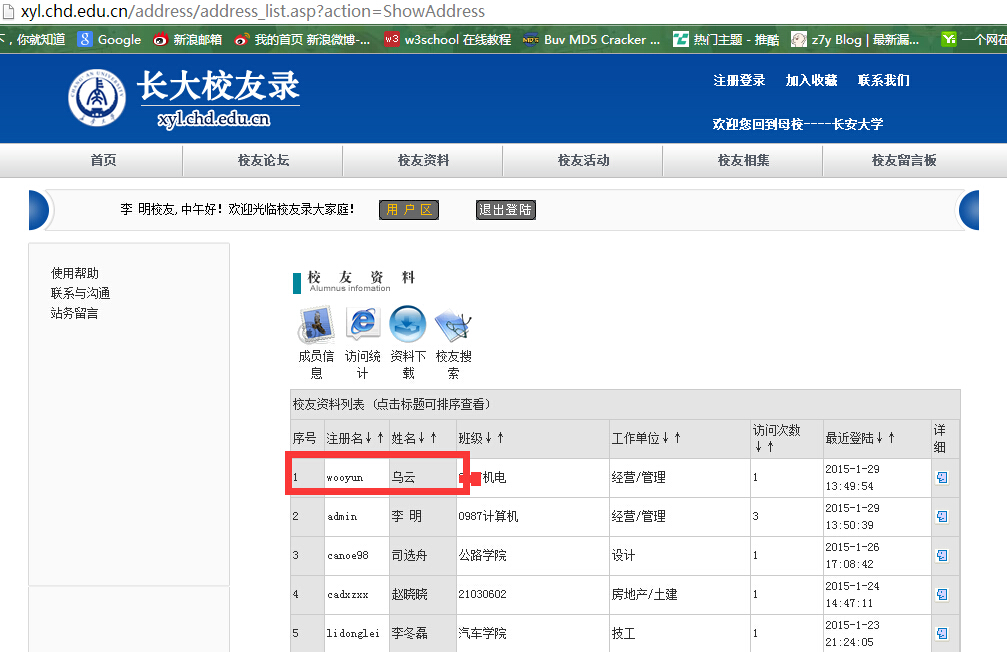 xyl.chd.edu.cn/address/address_list.asp?action=ShowAddress
，你就知道 Google 新浪邮箱 我的首页 新浪微博-... w3school 在线教程 Buv MD5 Cracker ... 热门主题 - 推酷 z7y Blog | 最新漏... 一个网在
长大校友录
xyl.chd.edu.cn
注册登录 加入收藏 联系我们
欢迎您回到母校----长安大学
首页 校友论坛 校友资料 校友活动 校友相集 校友留言板
李 明校友,中午好！欢迎光临校友录大家庭！ 用 户 区 退出登陆
使用帮助
联系与沟通
站务留言
校 友 资 料
Alumnus infomation
成员信息 访问统计 资料下载 校友搜索
校友资料列表（点击标题可排序查看）
序号 注册名↓↑ 姓名↓↑ 班级↓↑ 工作单位↓↑ 访问次数↓↑ 最近登陆↓↑ 详细
1 wooyun 乌云 机电 经营/管理 1 2015-1-29 13:49:54
2 admin 李 明 0987计算机 经营/管理 3 2015-1-29 13:50:39
3 canoe98 司选舟 公路学院 设计 1 2015-1-26 17:08:42
4 cadxzxx 赵晓晓 21030602 房地产/土建 1 2015-1-24 14:47:11
5 lidonglei 李冬磊 汽车学院 技工 1 2015-1-23 21:24:05